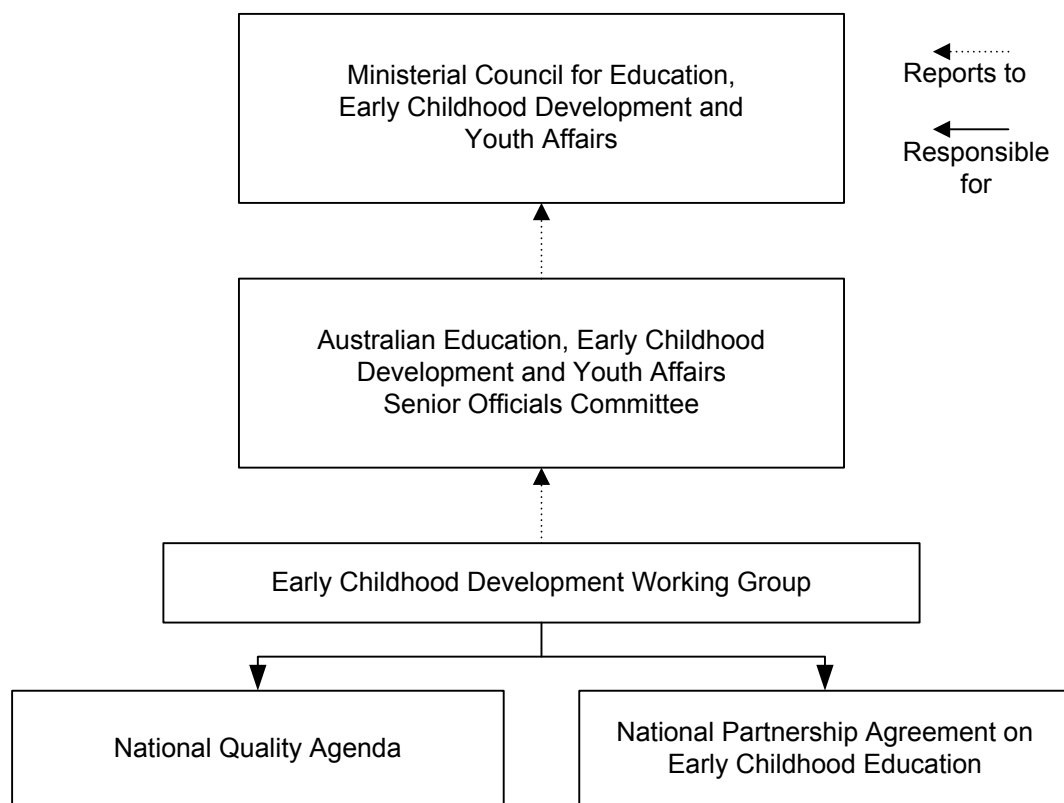 Ministerial Council for Education,
Early Childhood Development and
Youth Affairs
Reports to
Responsible
for
Australian Education, Early Childhood
Development and Youth Affairs
Senior Officials Committee
Early Childhood Development Working Group
National Quality Agenda
National Partnership Agreement on
Early Childhood Education